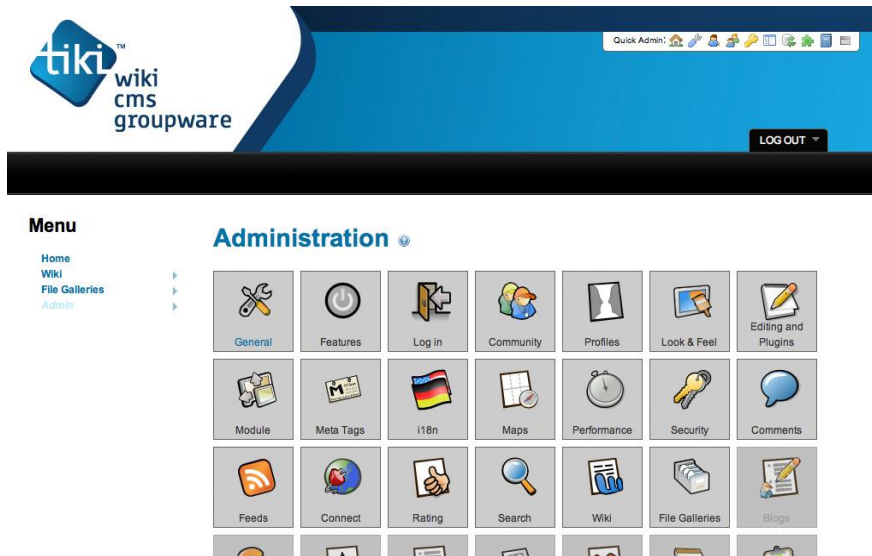 tiki™
wiki
cms
groupware
Quick Admin:
LOG OUT
Menu
Home
Wiki
File Galleries
Admin
Administration
General
Features
Log in
Community
Profiles
Look & Feel
Editing and
Plugins
Module
Meta Tags
i18n
Maps
Performance
Security
Comments
Feeds
Connect
Rating
Search
Wiki
File Galleries
Blogs